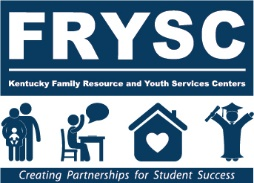 FRYSC
Kentucky Family Resource and Youth Services Centers
Creating Partnerships for Student Success